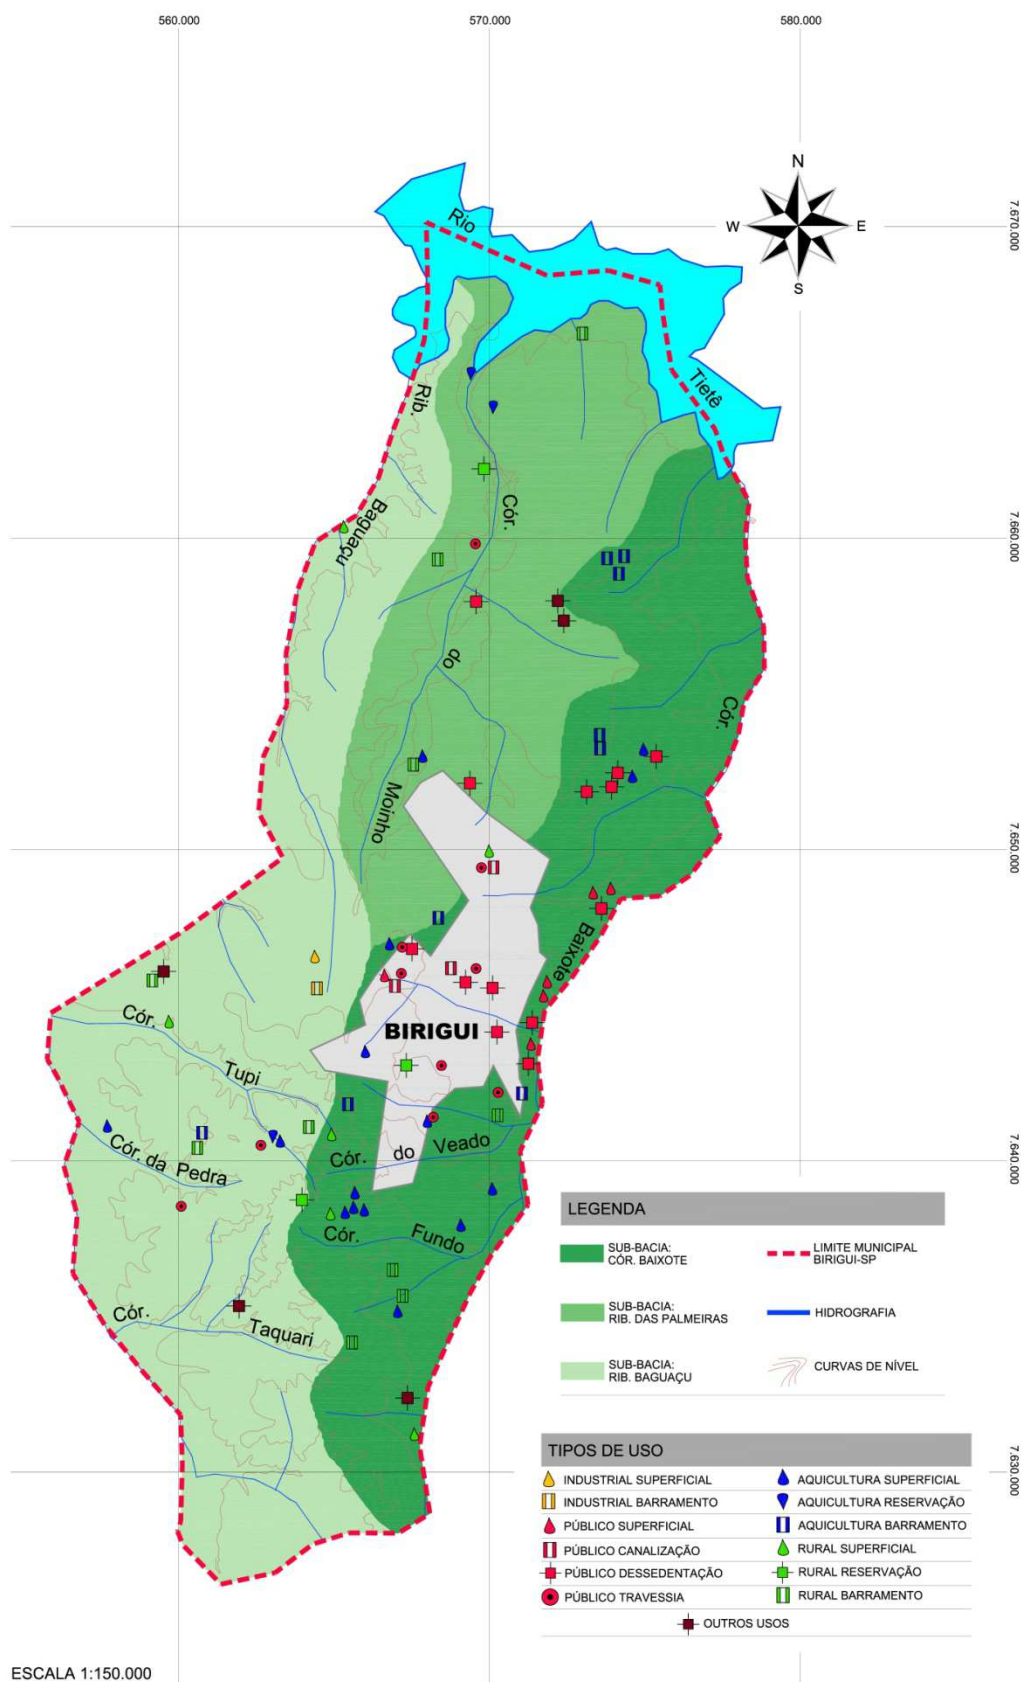 560.000
570.000
580.000
N
W
E
S
7.670.000
Rio
Tietê
Rib.
Baguaçu
Cór.
7.660.000
do
Cór.
Moinho
7.650.000
Baixote
Cór.
BIRIGUI
Tupi
Cór. da Pedra
Cór.
do
Veado
7.640.000
Cór.
Fundo
Cór.
Taquari
LEGENDA
SUB-BACIA:
CÓR. BAIXOTE
LIMITE MUNICIPAL
BIRIGUI-SP
SUB-BACIA:
RIB. DAS PALMEIRAS
HIDROGRAFIA
SUB-BACIA:
RIB. BAGUAÇU
CURVAS DE NÍVEL
7.630.000
TIPOS DE USO
INDUSTRIAL SUPERFICIAL
AQUICULTURA SUPERFICIAL
INDUSTRIAL BARRAMENTO
AQUICULTURA RESERVAÇÃO
PÚBLICO SUPERFICIAL
AQUICULTURA BARRAMENTO
PÚBLICO CANALIZAÇÃO
RURAL SUPERFICIAL
PÚBLICO DESSEDENTAÇÃO
RURAL RESERVAÇÃO
PÚBLICO TRAVESSIA
RURAL BARRAMENTO
OUTROS USOS
ESCALA 1:150.000